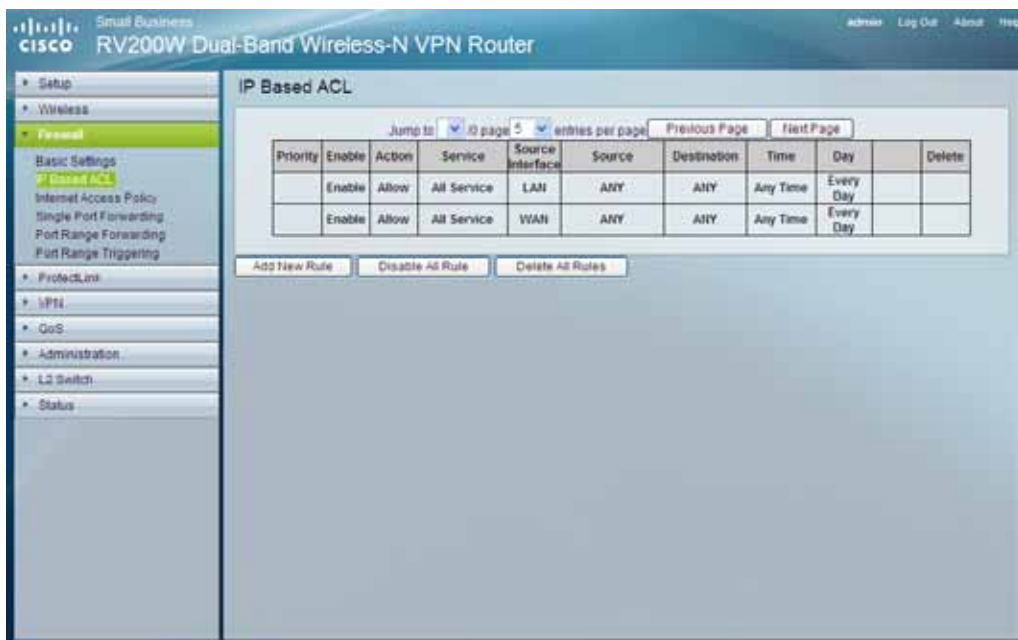 Small Business
CISCO RV200W Dual-Band Wireless-N VPN Router
admin Log Out About
Setup
Wireless
Firewall
Basic Settings
IP Based ACL
Internet Access Policy
Single Port Forwarding
Port Range Forwarding
Port Range Triggering
ProtectLink
VPN
QoS
Administration
L2 Switch
Status
IP Based ACL
Jump to /0 page 5 entries per page Previous Page Next Page
Priority Enable Action Service Source Interface Source Destination Time Day Delete
Enable Allow All Service LAN ANY ANY Any Time Every Day
Enable Allow All Service WAN ANY ANY Any Time Every Day
Add New Rule Disable All Rule Delete All Rules